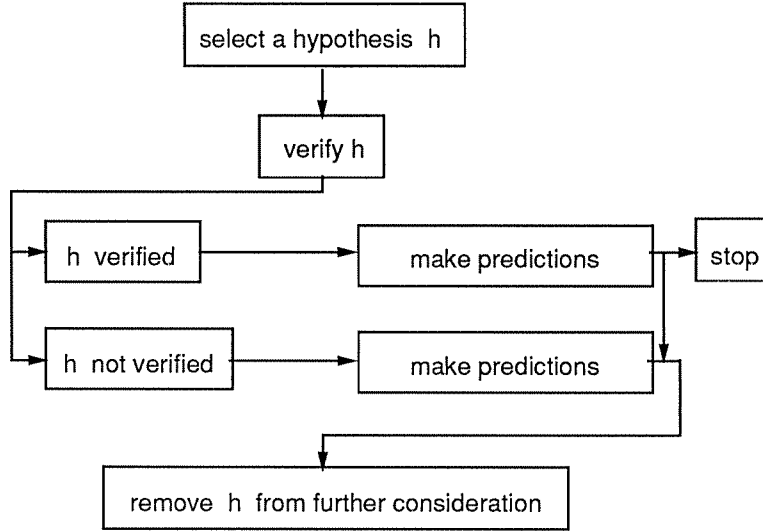 select a hypothesis h
verify h
h verified
make predictions
stop
h not verified
make predictions
remove h from further consideration